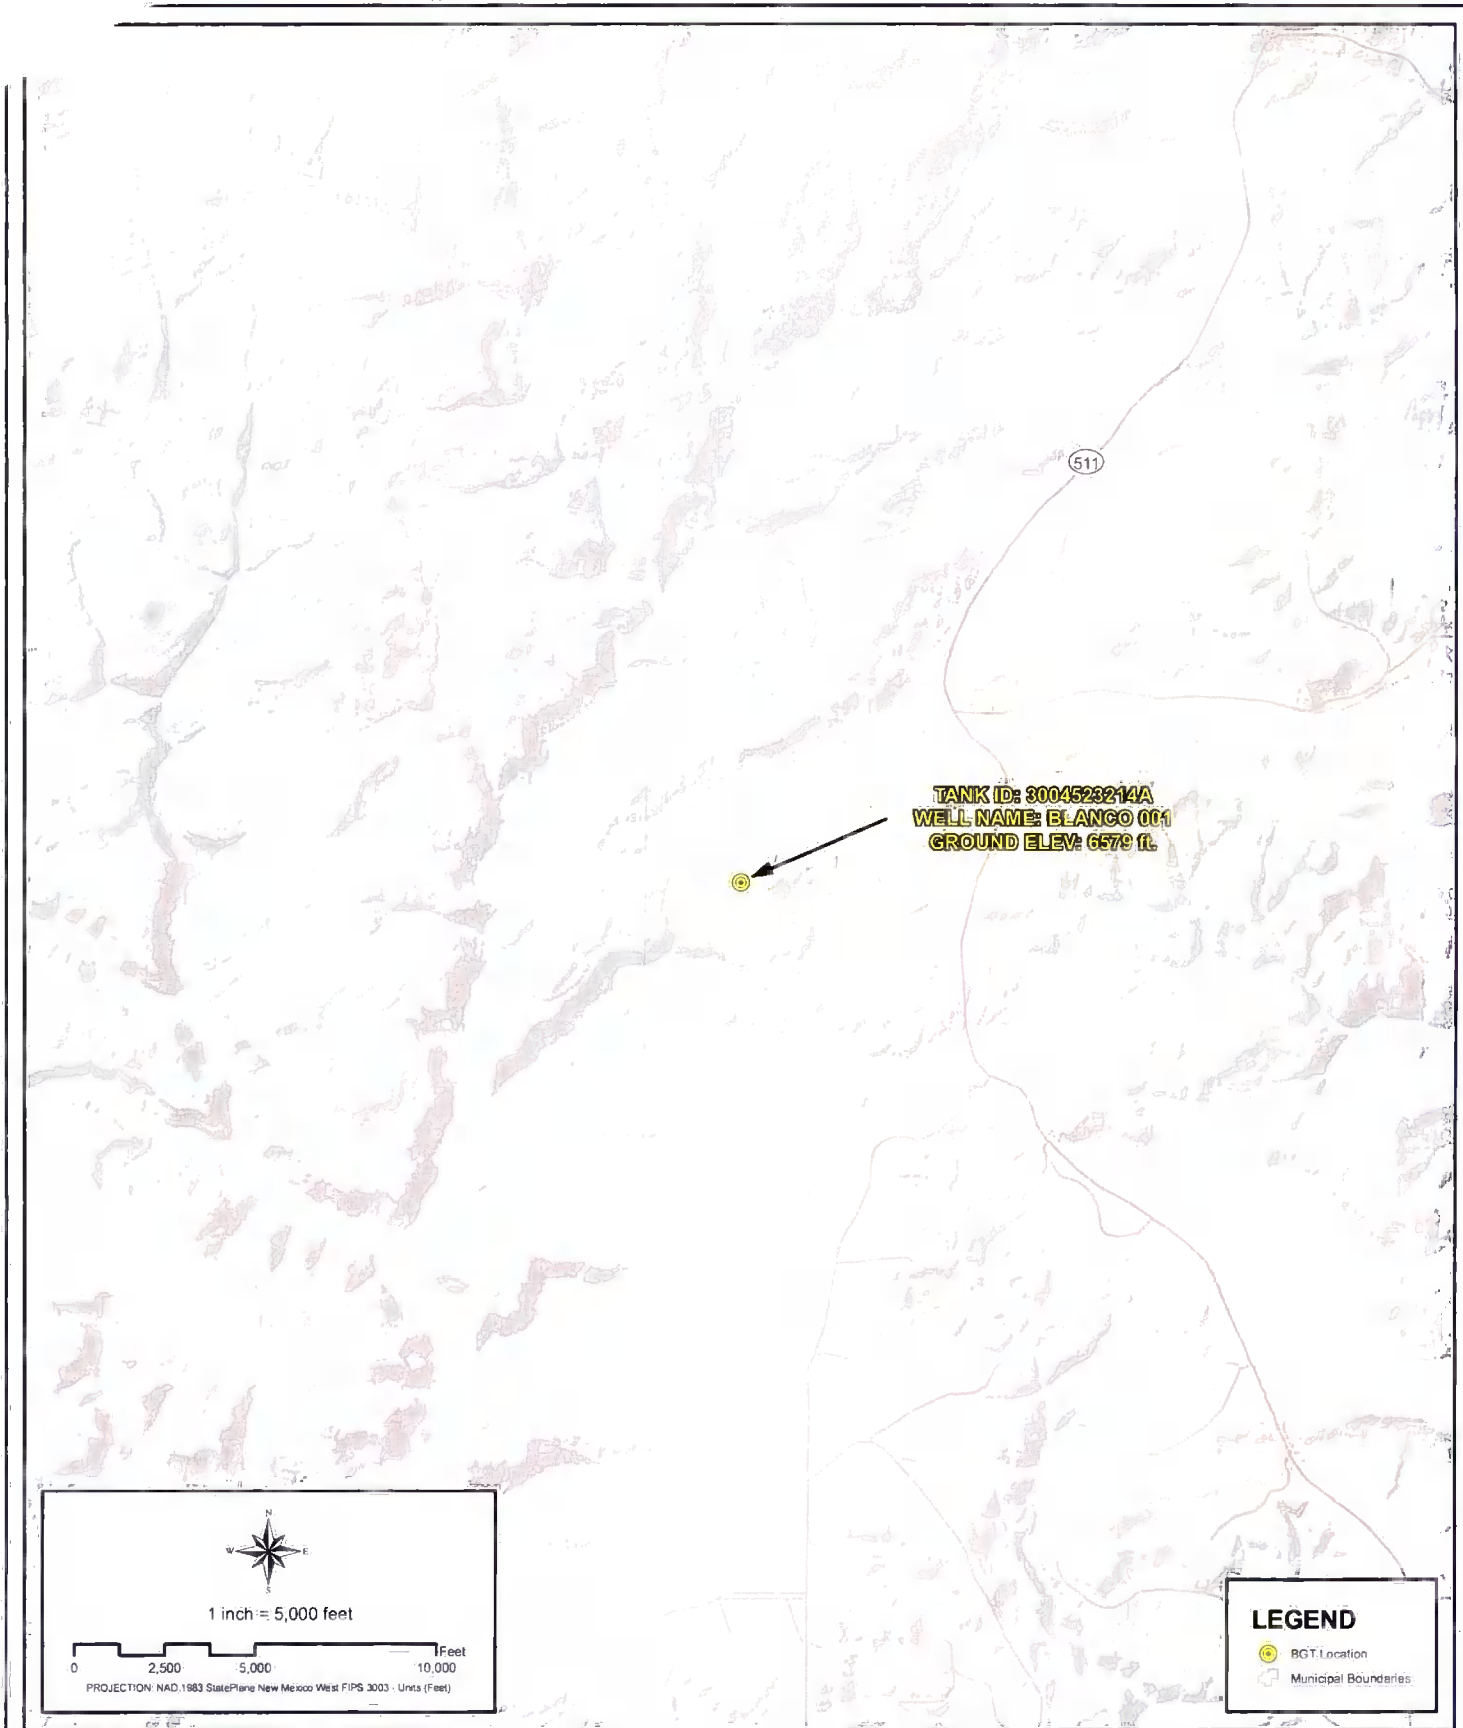 511
TANK ID: 3004523214A
WELL NAME: BLANCO 001
GROUND ELEV: 6579 ft.
N
W E
S
1 inch = 5,000 feet
Feet
0 2,500 5,000 10,000
PROJECTION: NAD 1983 StatePlane New Mexico West FIPS 3003 - Units (Feet)
LEGEND
BGT Location
Municipal Boundaries